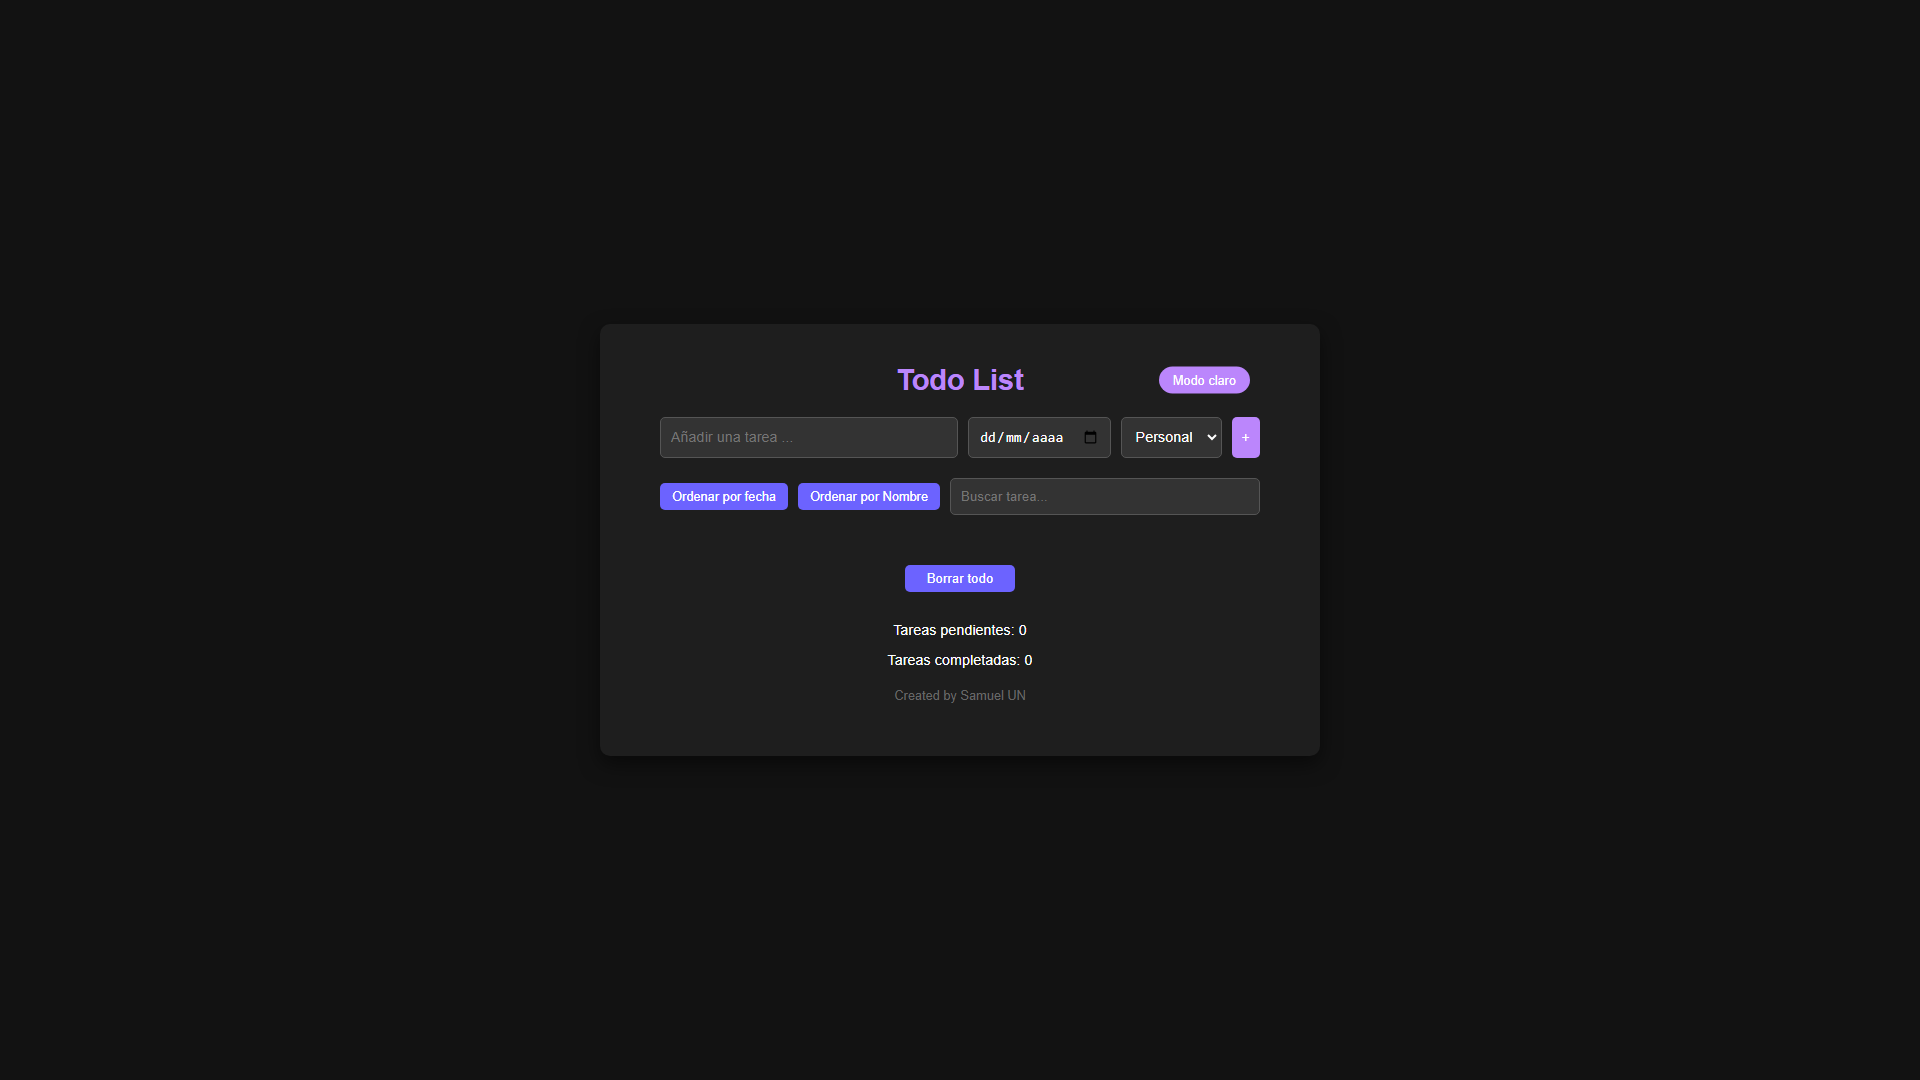 Todo List
Modo claro
Añadir una tarea ...
dd/mm/aaaa
Personal
+
Ordenar por fecha
Ordenar por Nombre
Buscar tarea...
Borrar todo
Tareas pendientes: 0
Tareas completadas: 0
Created by Samuel UN